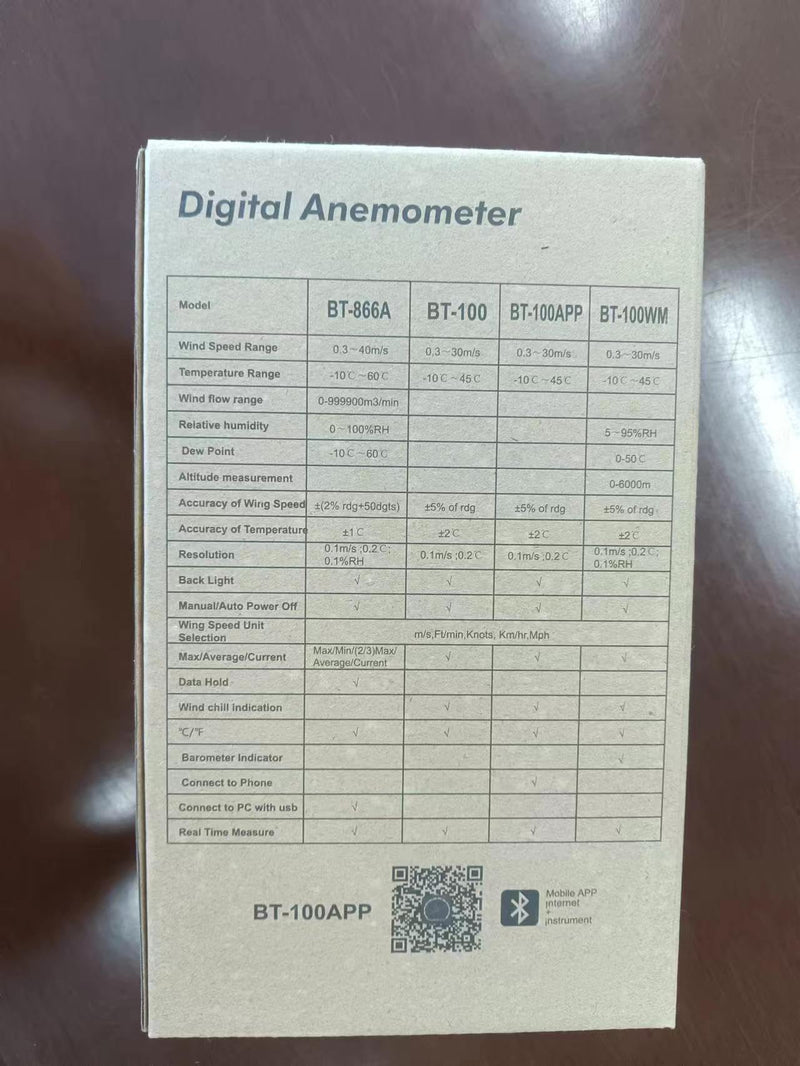 Digital Anemometer
Model BT-866A BT-100 BT-100APP BT-100WM
Wind Speed Range 0.3~40m/s 0.3~30m/s 0.3~30m/s 0.3~30m/s
Temperature Range -10℃~60℃ -10℃~45℃ -10℃~45℃ -10℃~45℃
Wind flow range 0-999900m3/min
Relative humidity 0~100%RH 5~95%RH
Dew Point -10℃~60℃ 0-50℃
Altitude measurement 0-6000m
Accuracy of Wing Speed ±(2% rdg+50dgts) ±5% of rdg ±5% of rdg ±5% of rdg
Accuracy of Temperature ±1℃ ±2℃ ±2℃ ±2℃
Resolution 0.1m/s ;0.2℃; 0.1m/s ;0.2℃ 0.1m/s ;0.2℃ 0.1m/s ;0.2℃;
0.1%RH 0.1%RH
Back Light √ √ √ √
Manual/Auto Power Off √ √ √ √
Wing Speed Unit
Selection m/s,Ft/min,Knots, Km/hr,Mph
Max/Average/Current Max/Min/(2/3)Max/ √ √ √
Average/Current
Data Hold √
Wind chill indication √ √ √
℃/℉ √ √ √ √
Barometer Indicator √
Connect to Phone √
Connect to PC with usb √
Real Time Measure √ √ √ √
BT-100APP
Mobile APP
Internet
+
instrument